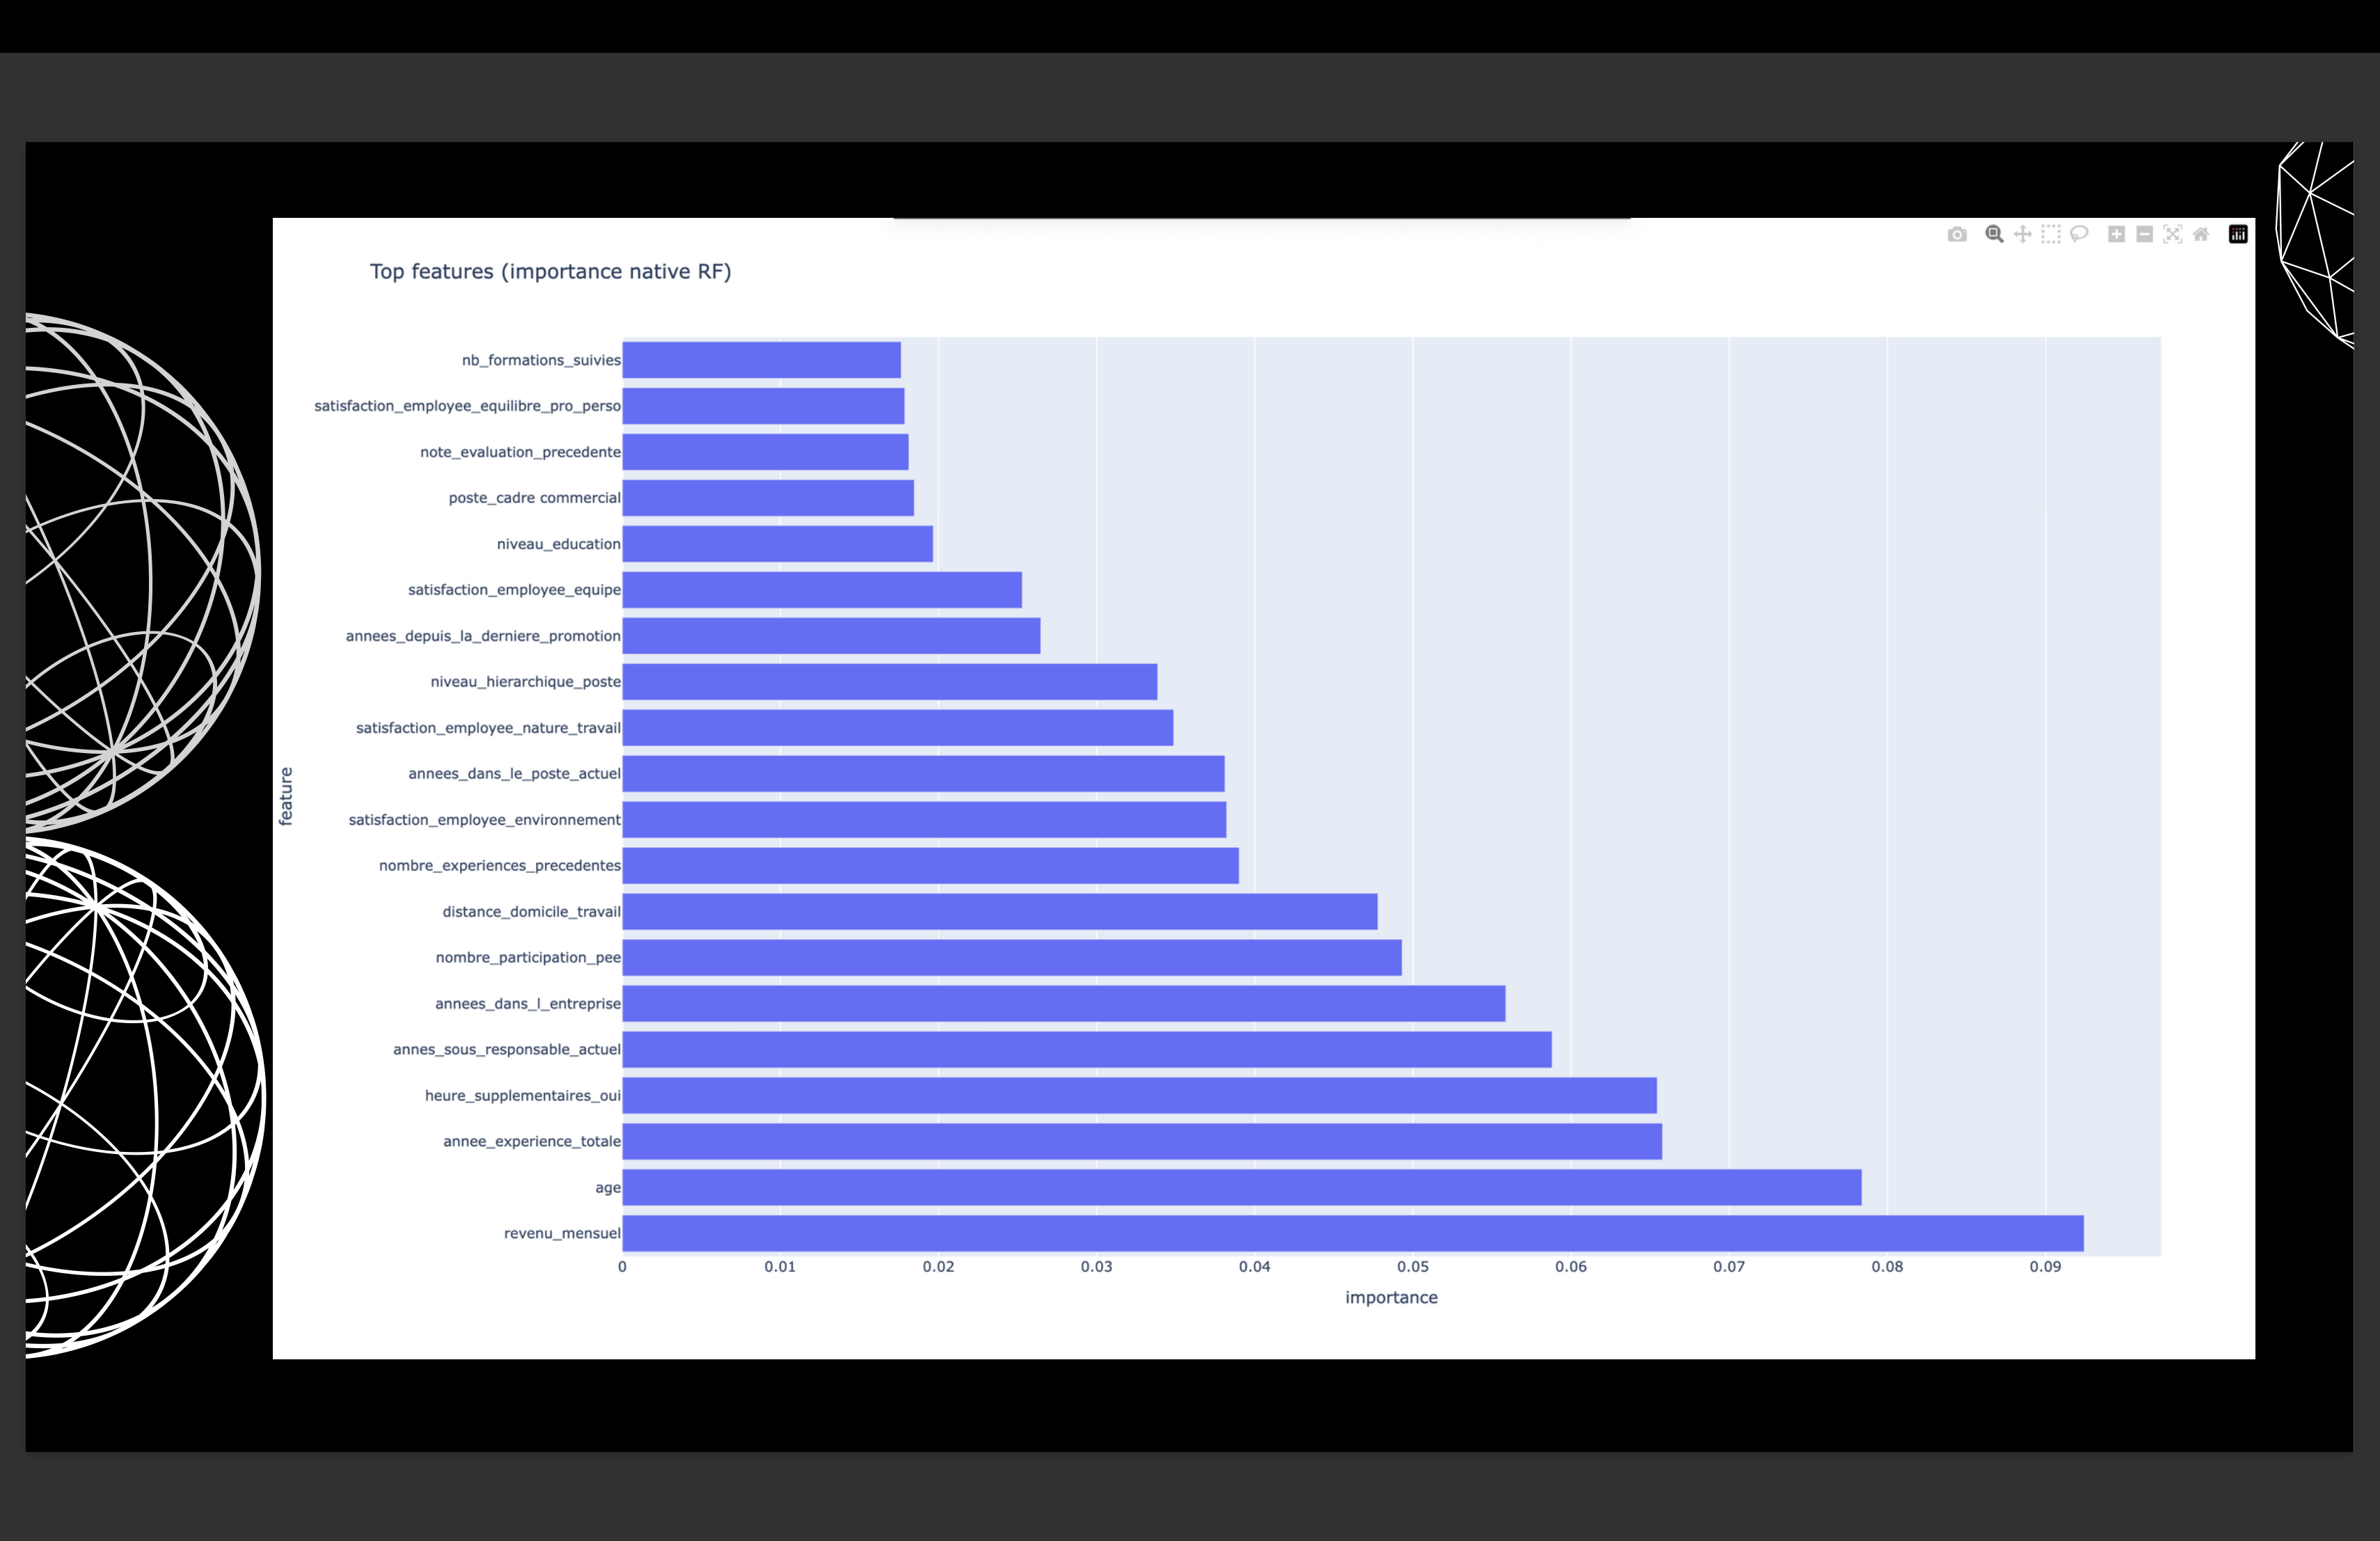 Top features (importance native RF)
nb_formations_suivies
satisfaction_employee_equilibre_pro_perso
note_evaluation_precedente
poste_cadre commercial
niveau_education
satisfaction_employee_equipe
annees_depuis_la_derniere_promotion
niveau_hierarchique_poste
satisfaction_employee_nature_travail
annees_dans_le_poste_actuel
satisfaction_employee_environnement
nombre_experiences_precedentes
distance_domicile_travail
nombre_participation_pee
annees_dans_l_entreprise
annes_sous_responsable_actuel
heure_supplementaires_oui
annee_experience_totale
age
revenu_mensuel
feature
0 0.01 0.02 0.03 0.04 0.05 0.06 0.07 0.08 0.09
importance